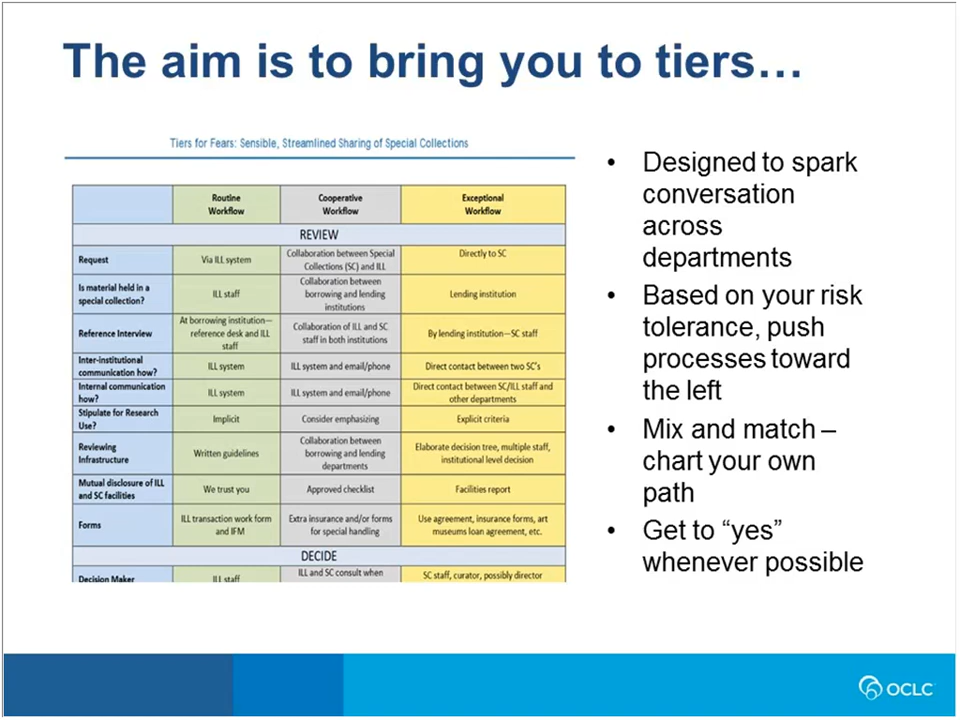 The aim is to bring you to tiers…
Tiers for Fears: Sensible, Streamlined Sharing of Special Collections
Routine Workflow
Cooperative Workflow
Exceptional Workflow
REVIEW
Request
Via ILL system
Collaboration between Special Collections (SC) and ILL
Directly to SC
Is material held in a special collection?
ILL staff
Collaboration between borrowing and lending institutions
Lending institution
Reference Interview
At borrowing institution—reference desk and ILL staff
Collaboration of ILL and SC staff in both institutions
By lending institution—SC staff
Inter-institutional communication how?
ILL system
ILL system and email/phone
Direct contact between two SC's
Internal communication how?
ILL system
ILL system and email/phone
Direct contact between SC/ILL staff and other departments
Stipulate for Research Use?
Implicit
Consider emphasizing
Explicit criteria
Reviewing Infrastructure
Written guidelines
Collaboration between borrowing and lending departments
Elaborate decision tree, multiple staff, institutional level decision
Mutual disclosure of ILL and SC facilities
We trust you
Approved checklist
Facilities report
Forms
ILL transaction work form and IFM
Extra insurance and/or forms for special handling
Use agreement, insurance forms, art museums loan agreement, etc.
DECIDE
Decision Maker
ILL staff
ILL and SC consult when
SC staff, curator, possibly director
• Designed to spark
conversation
across
departments
• Based on your risk
tolerance, push
processes toward
the left
• Mix and match –
chart your own
path
• Get to “yes”
whenever possible
OCLC